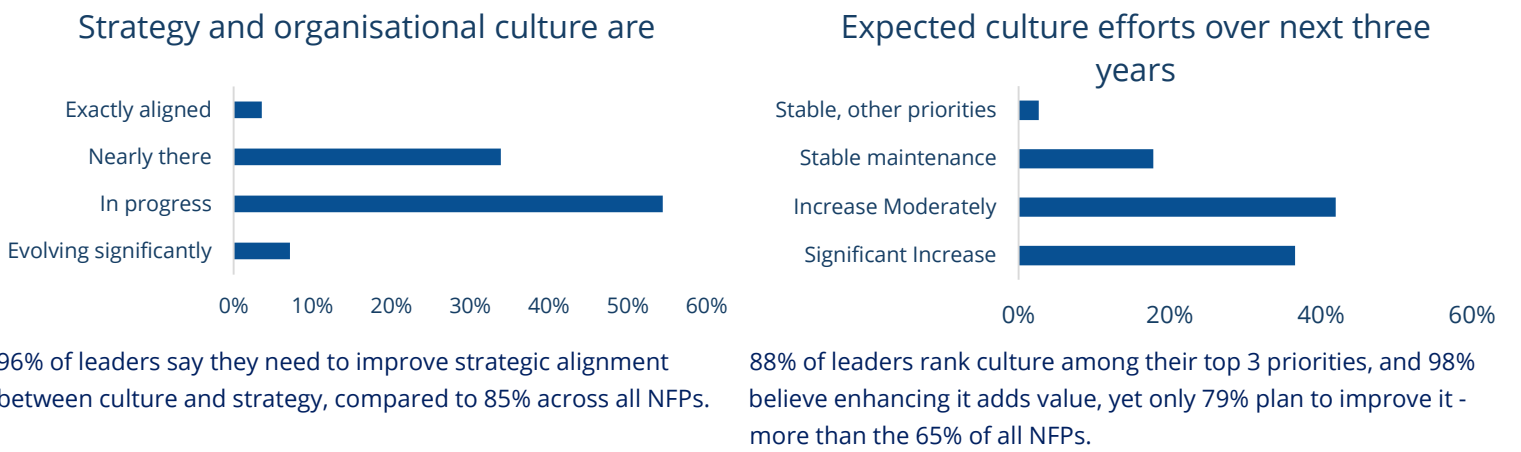 Strategy and organisational culture are
Exactly aligned
Nearly there
In progress
Evolving significantly
0% 10% 20% 30% 40% 50% 60%
96% of leaders say they need to improve strategic alignment
between culture and strategy, compared to 85% across all NFPs.
Expected culture efforts over next three
years
Stable, other priorities
Stable maintenance
Increase Moderately
Significant Increase
0% 20% 40% 60%
88% of leaders rank culture among their top 3 priorities, and 98%
believe enhancing it adds value, yet only 79% plan to improve it -
more than the 65% of all NFPs.